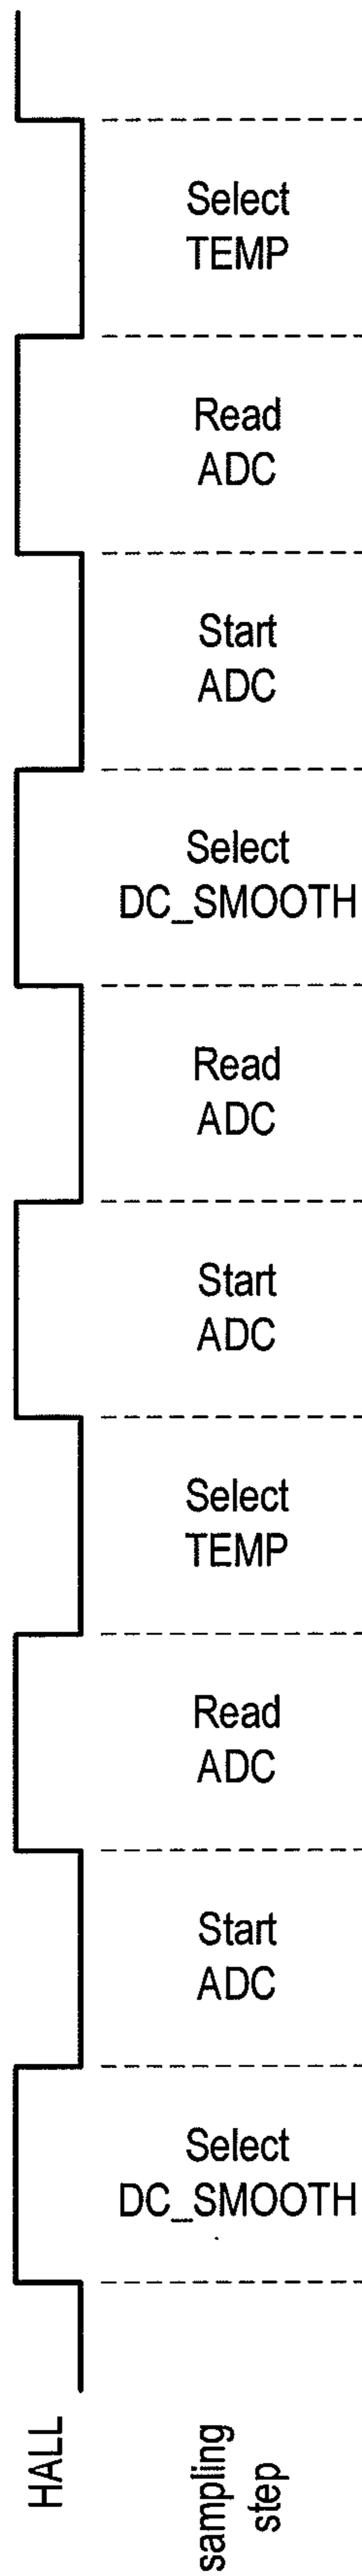 Select
TEMP
Read
ADC
Start
ADC
Select
DC_SMOOTH
Read
ADC
Start
ADC
Select
TEMP
Read
ADC
Start
ADC
Select
DC_SMOOTH
HALL
sampling
step